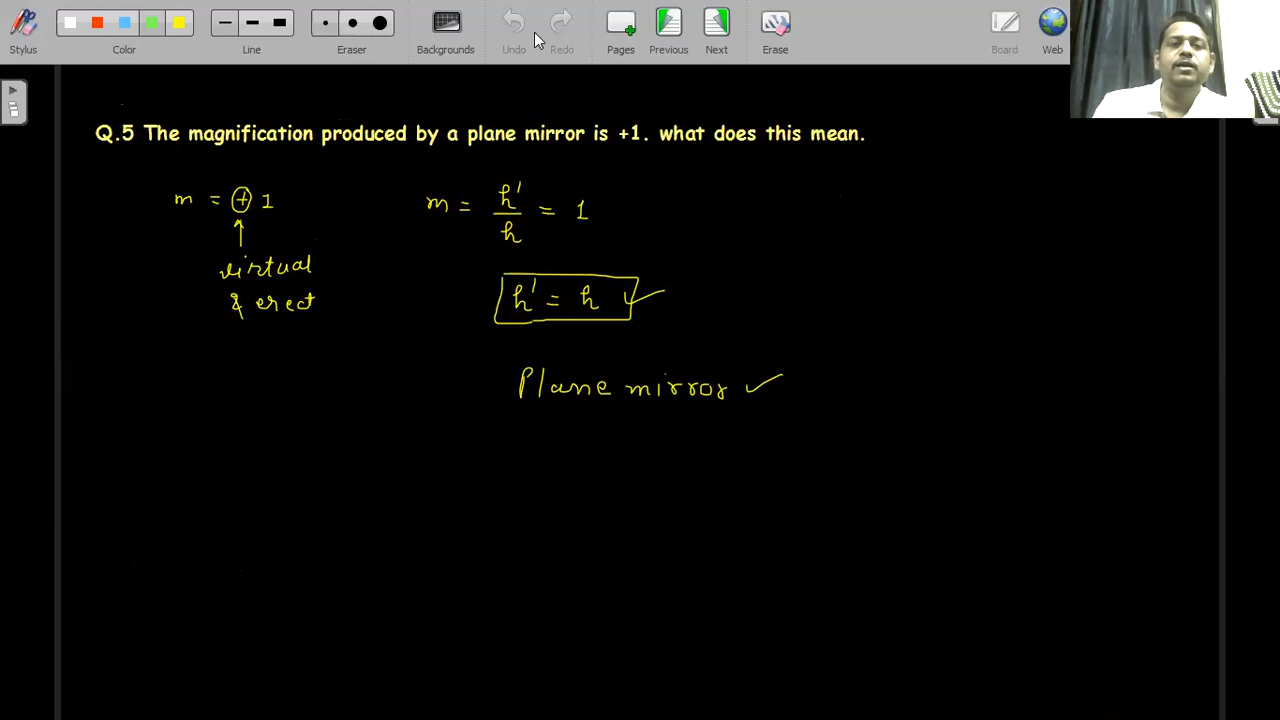 Stylus
Color
Line
Eraser
Backgrounds
Undo
Redo
Pages
Previous
Next
Erase
Board
Web
Q.5 The magnification produced by a plane mirror is +1. what does this mean.
m = + 1
virtual
& erect
m = h'/h = 1
h' = h ✓
Plane mirror ✓